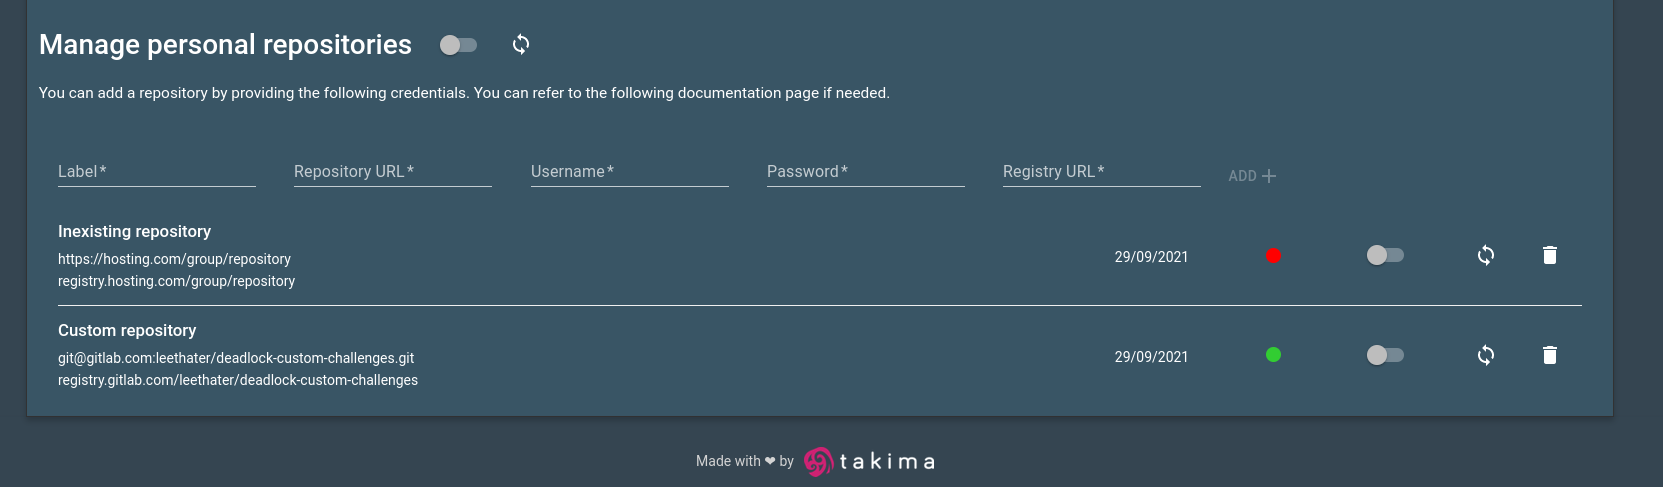 Manage personal repositories
You can add a repository by providing the following credentials. You can refer to the following documentation page if needed.
Label*
Repository URL*
Username*
Password*
Registry URL*
ADD +
Inexisting repository
https://hosting.com/group/repository
registry.hosting.com/group/repository
29/09/2021
Custom repository
git@gitlab.com:leethater/deadlock-custom-challenges.git
registry.gitlab.com/leethater/deadlock-custom-challenges
29/09/2021
Made with ❤ by takima